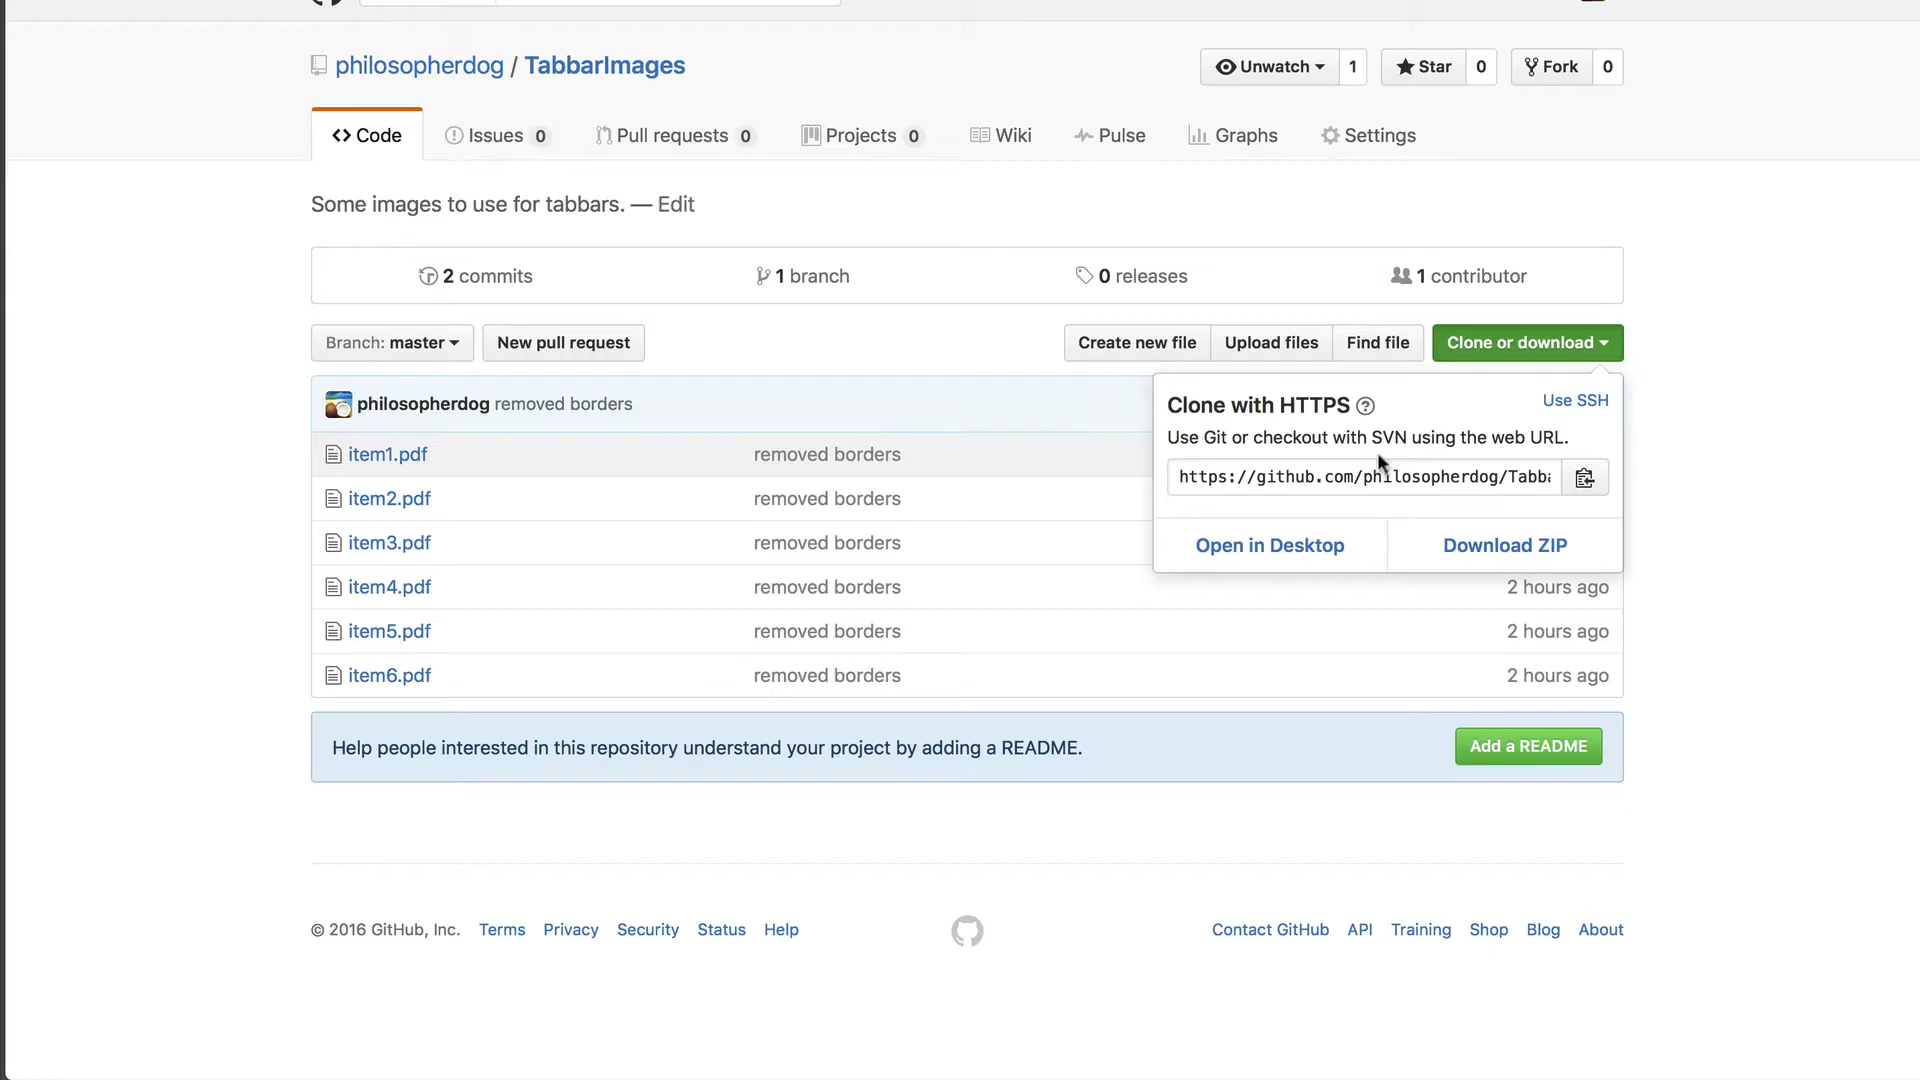 philosopherdog / TabbarImages
Unwatch 1
Star 0
Fork 0
Code
Issues 0
Pull requests 0
Projects 0
Wiki
Pulse
Graphs
Settings
Some images to use for tabbars. — Edit
2 commits
1 branch
0 releases
1 contributor
Branch: master
New pull request
Create new file
Upload files
Find file
Clone or download
philosopherdog removed borders
item1.pdf removed borders
item2.pdf removed borders
item3.pdf removed borders
item4.pdf removed borders 2 hours ago
item5.pdf removed borders 2 hours ago
item6.pdf removed borders 2 hours ago
Clone with HTTPS
Use SSH
Use Git or checkout with SVN using the web URL.
https://github.com/philosopherdog/Tabba
Open in Desktop
Download ZIP
Help people interested in this repository understand your project by adding a README.
Add a README
© 2016 GitHub, Inc. Terms Privacy Security Status Help
Contact GitHub API Training Shop Blog About